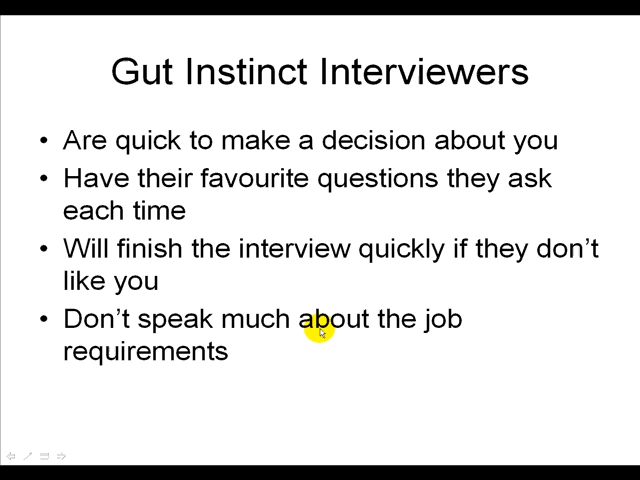 Gut Instinct Interviewers
• Are quick to make a decision about you
• Have their favourite questions they ask
each time
• Will finish the interview quickly if they don't
like you
• Don't speak much about the job
requirements